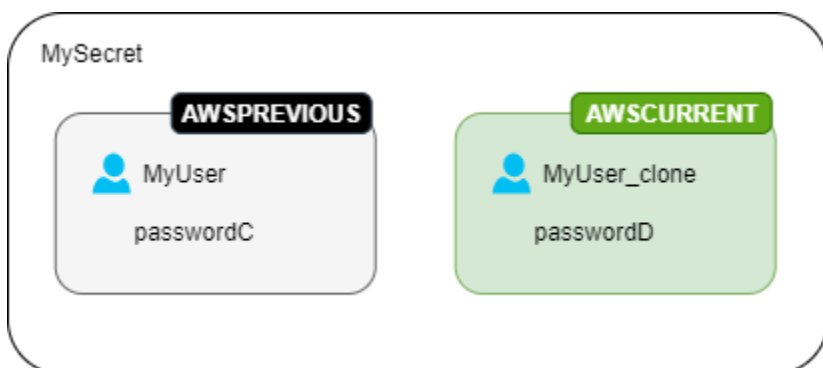 MySecret
AWSPREVIOUS
MyUser
passwordC
AWSCURRENT
MyUser_clone
passwordD